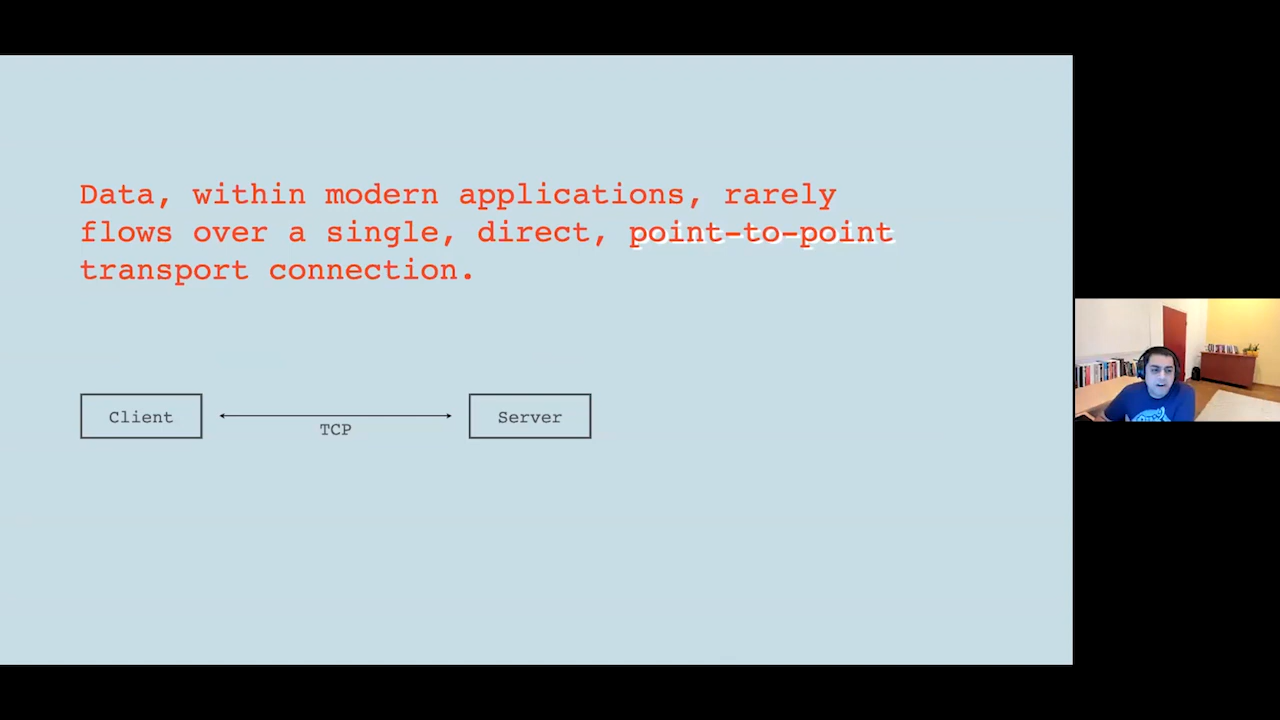 Data, within modern applications, rarely
flows over a single, direct, point-to-point
transport connection.
Client
TCP
Server